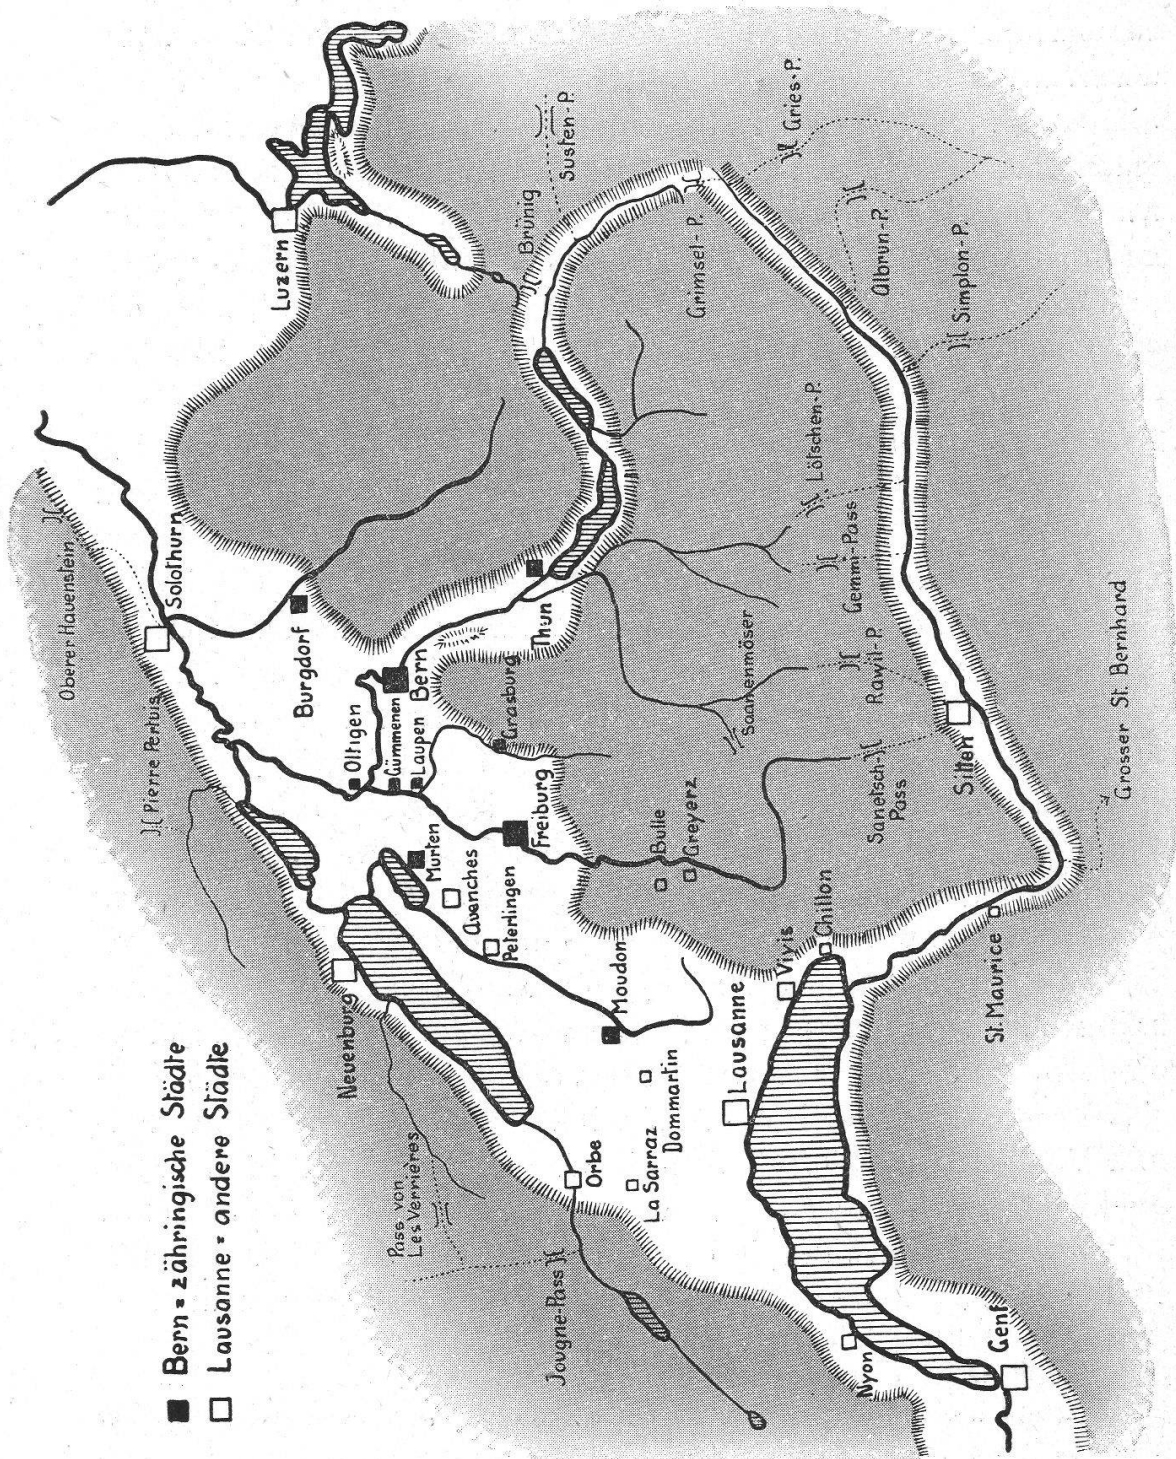 Bern = zähringische Städte
Lausanne = andere Städte
Oberer Hauenstein
Pierre Pertuis
Solothurn
Luzern
Burgdorf
Neuenburg
Oltigen
Gümmenen
Laupen
Bern
Brünig
Susten-P.
Murten
Avenches
Peterlingen
Freiburg
Grasburg
Thun
Grimsel-P.
Gries-P.
Pass von
Les Verrières
Jougne-Pass
Orbe
La Sarraz
Dommartin
Moudon
Bulle
Greyerz
Saanenmöser
Lötschen-P.
Gemmi-Pass
Rawil-P
Sanetsch-
Pass
Albrun-P.
Simplon-P.
Lausanne
Vivis
Chillon
Sitten
St. Maurice
Grosser St. Bernhard
Nyon
Genf